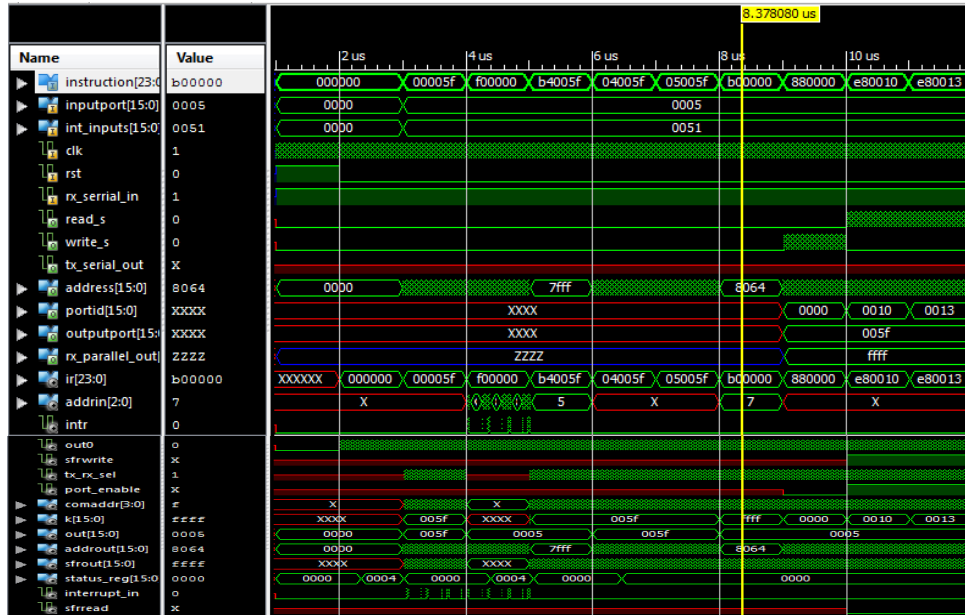 8.378080 us
Name Value 2 us 4 us 6 us 8 us 10 us
instruction[23:0 b00000 000000 00005f f00000 b4005f 04005f 05005f b00000 880000 e80010 e80013
inputport[15:0] 0005 0000 0005
int_inputs[15:0] 0051 0000 0051
clk 1
rst 0
rx_serrial_in 1
read_s 0
write_s 0
tx_serial_out X
address[15:0] 8064 0000 7fff 8064
portid[15:0] XXXX XXXX 0000 0010 0013
outputport[15: XXXX XXXX 005f
rx_parallel_out[ ZZZZ ZZZZ ffff
ir[23:0] b00000 XXXXXX 000000 00005f f00000 b4005f 04005f 05005f b00000 880000 e80010 e80013
addrin[2:0] 7 X 5 X 7 X
intr 0
out0 0
sfrwrite X
tx_rx_sel 1
port_enable X
comaddr[3:0] f X X
k[15:0] ffff XXXX 005f XXXX 005f ffff 0000 0010 0013
out[15:0] 0005 0000 005f 0005 005f 0005
addrout[15:0] 8064 0000 7fff 8064
sfrout[15:0] ffff XXXX XXXX
status_reg[15:0 0000 0000 0004 0000 0004 0000 0000
interrupt_in 0
sfrread X